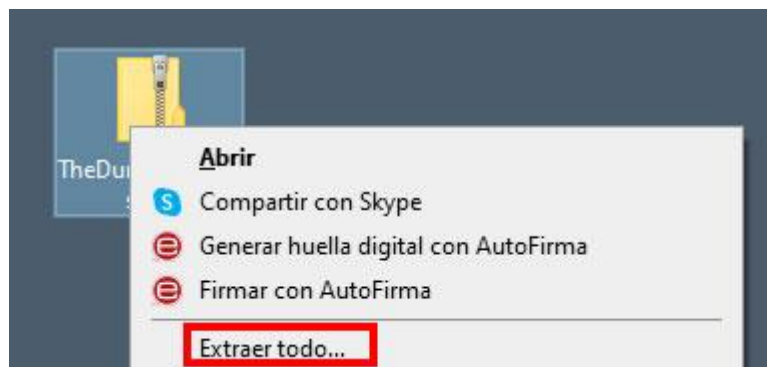 Abrir
TheDu
Compartir con Skype
Generar huella digital con AutoFirma
Firmar con AutoFirma
Extraer todo...